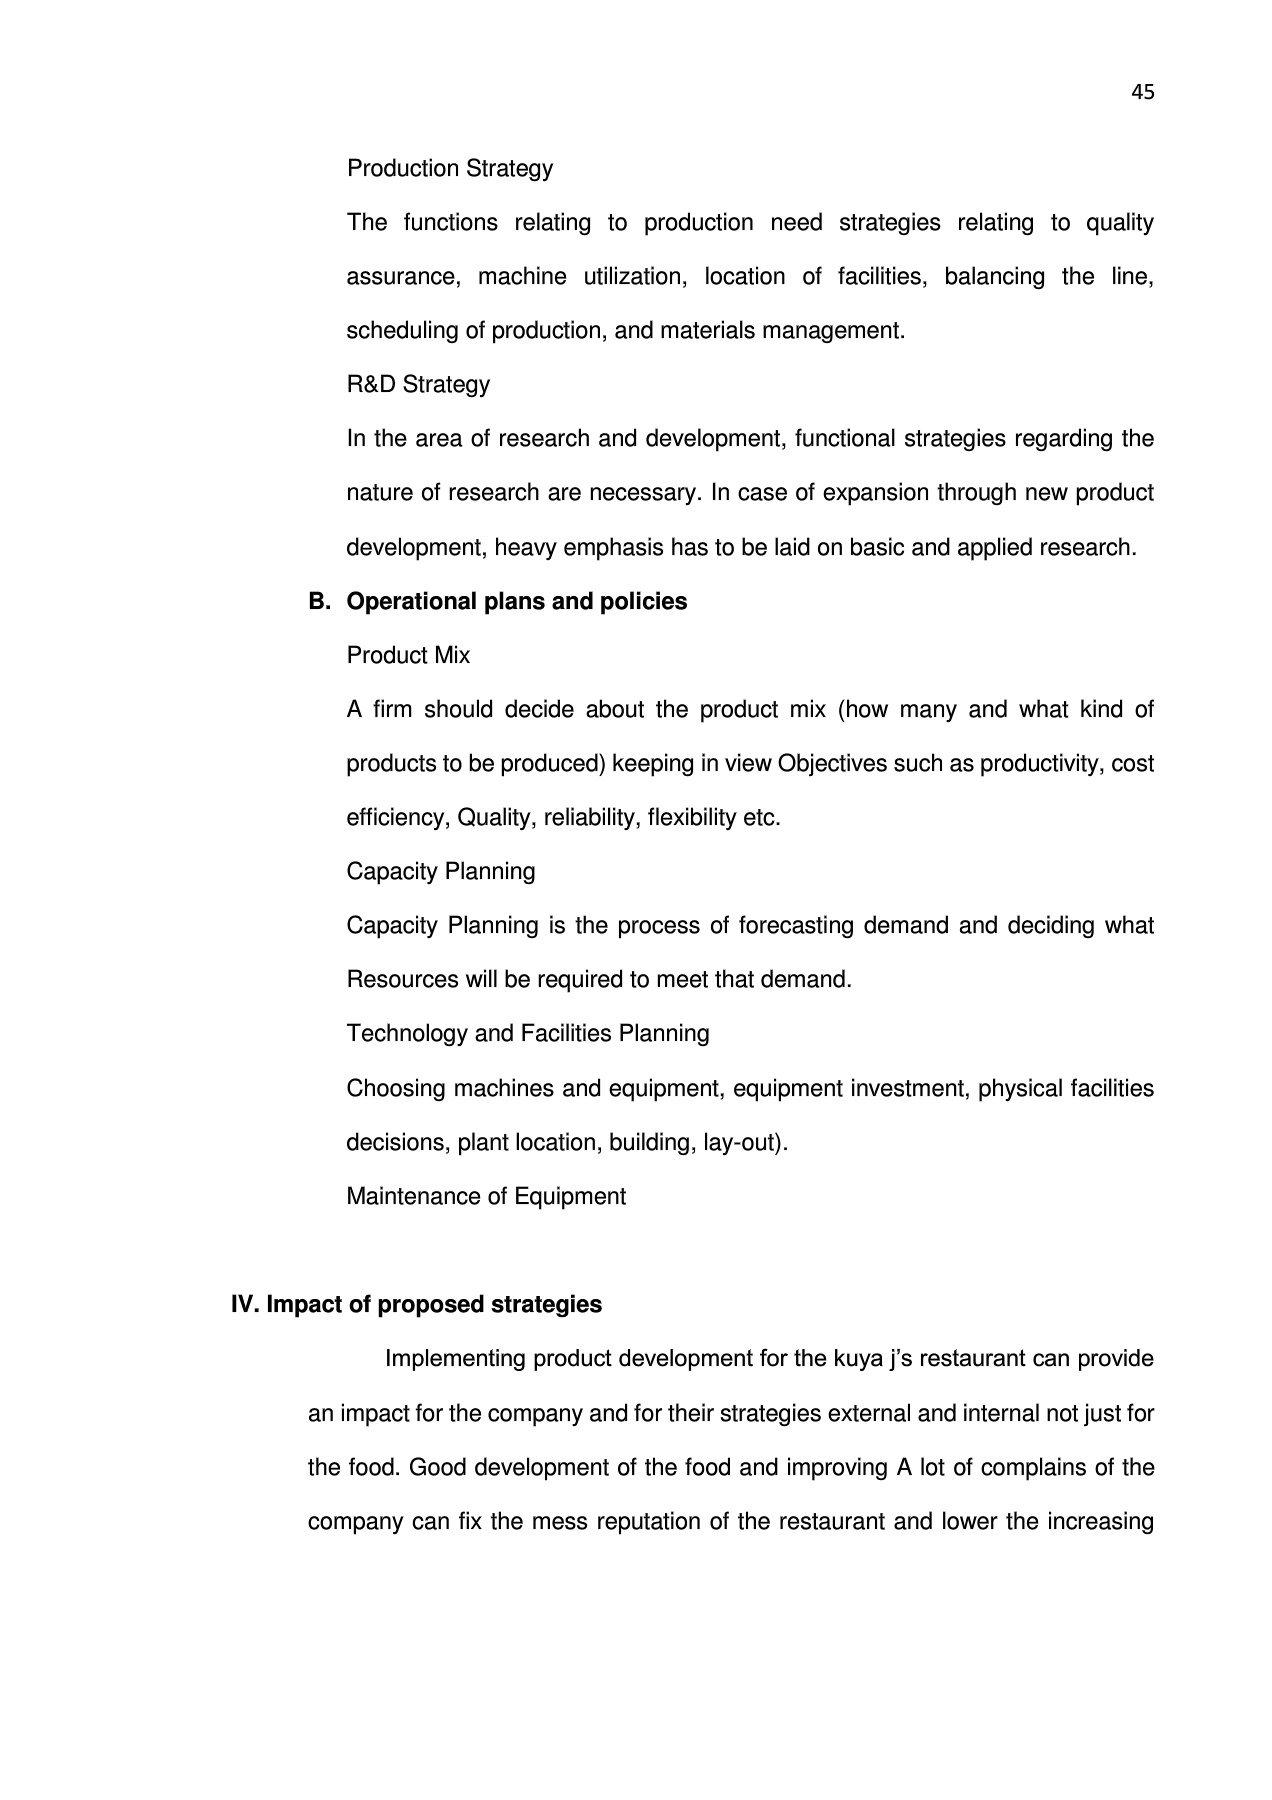 45
Production Strategy
The functions relating to production need strategies relating to quality
assurance, machine utilization, location of facilities, balancing the line,
scheduling of production, and materials management.
R&D Strategy
In the area of research and development, functional strategies regarding the
nature of research are necessary. In case of expansion through new product
development, heavy emphasis has to be laid on basic and applied research.
B. Operational plans and policies
Product Mix
A firm should decide about the product mix (how many and what kind of
products to be produced) keeping in view Objectives such as productivity, cost
efficiency, Quality, reliability, flexibility etc.
Capacity Planning
Capacity Planning is the process of forecasting demand and deciding what
Resources will be required to meet that demand.
Technology and Facilities Planning
Choosing machines and equipment, equipment investment, physical facilities
decisions, plant location, building, lay-out).
Maintenance of Equipment
IV. Impact of proposed strategies
Implementing product development for the kuya j’s restaurant can provide
an impact for the company and for their strategies external and internal not just for
the food. Good development of the food and improving A lot of complains of the
company can fix the mess reputation of the restaurant and lower the increasing